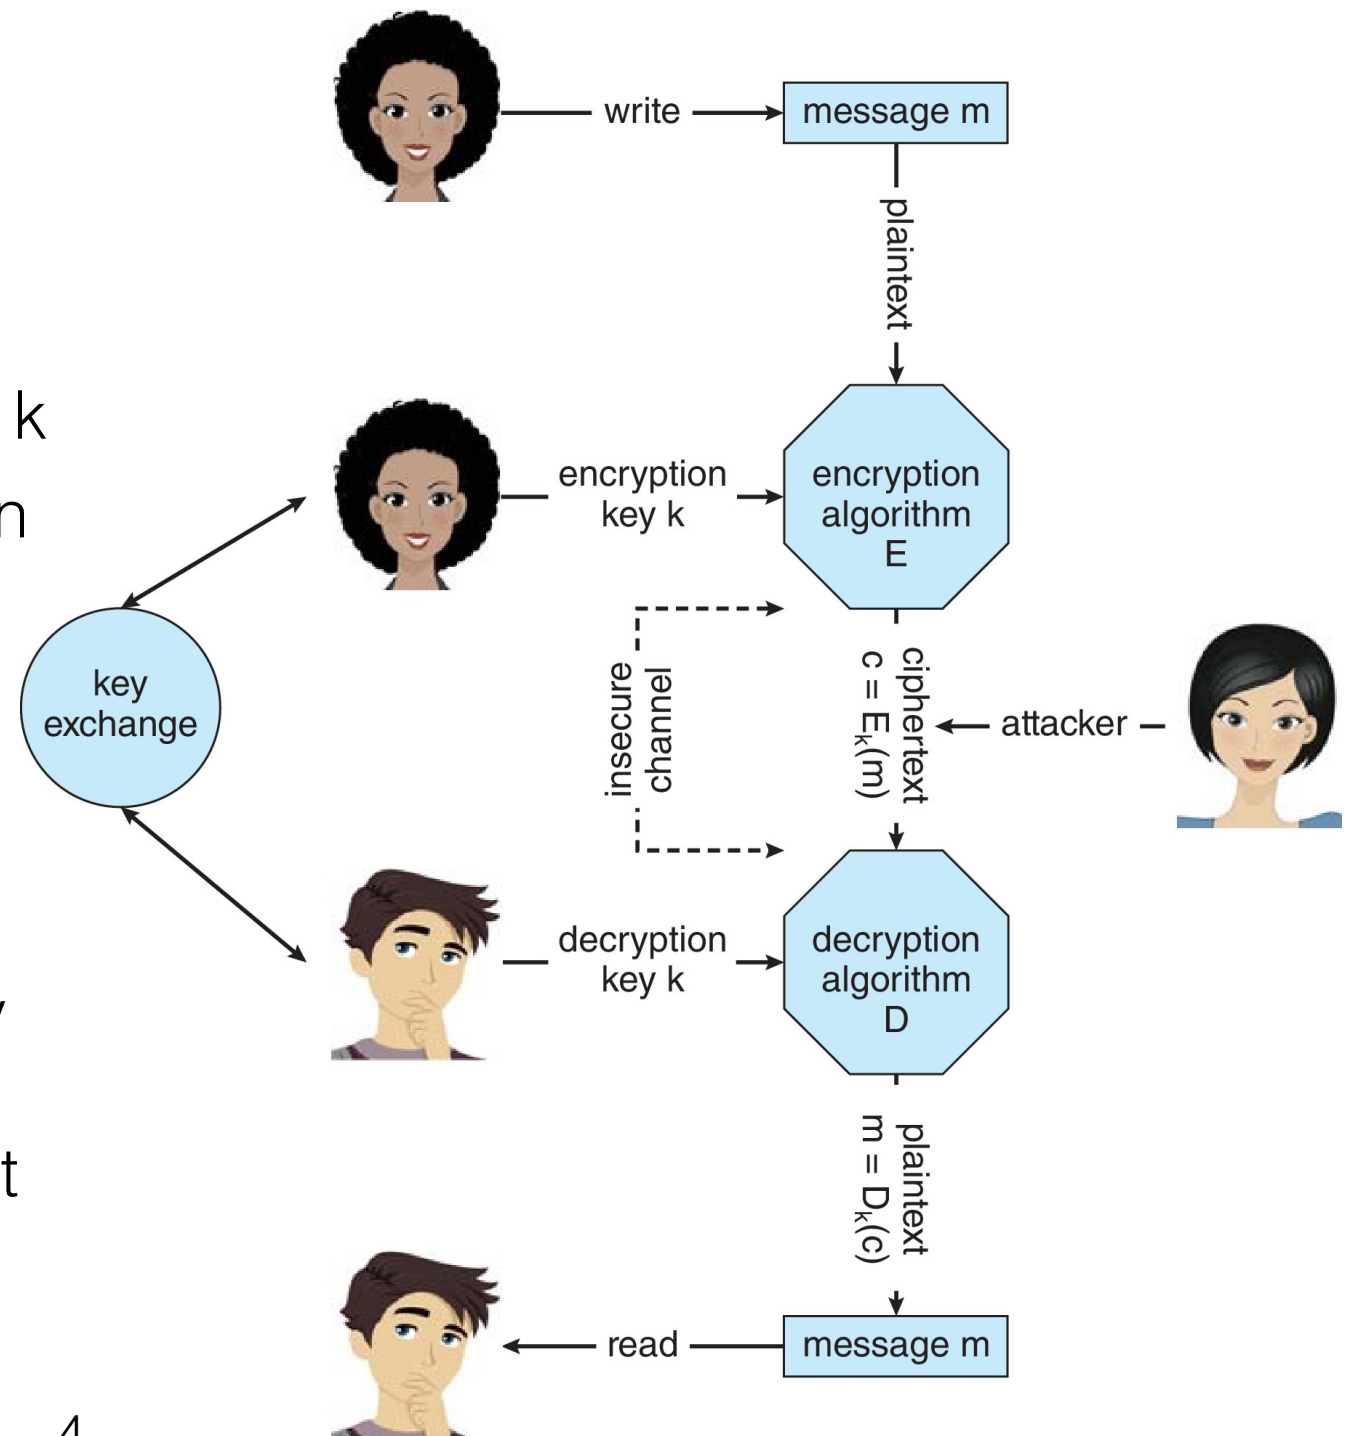 write
message m
plaintext
k
encryption
key k
encryption
algorithm
E
n
key
exchange
insecure
channel
ciphertext
c = Eₖ(m)
attacker
decryption
key k
decryption
algorithm
D
t
plaintext
m = Dₖ(c)
read
message m